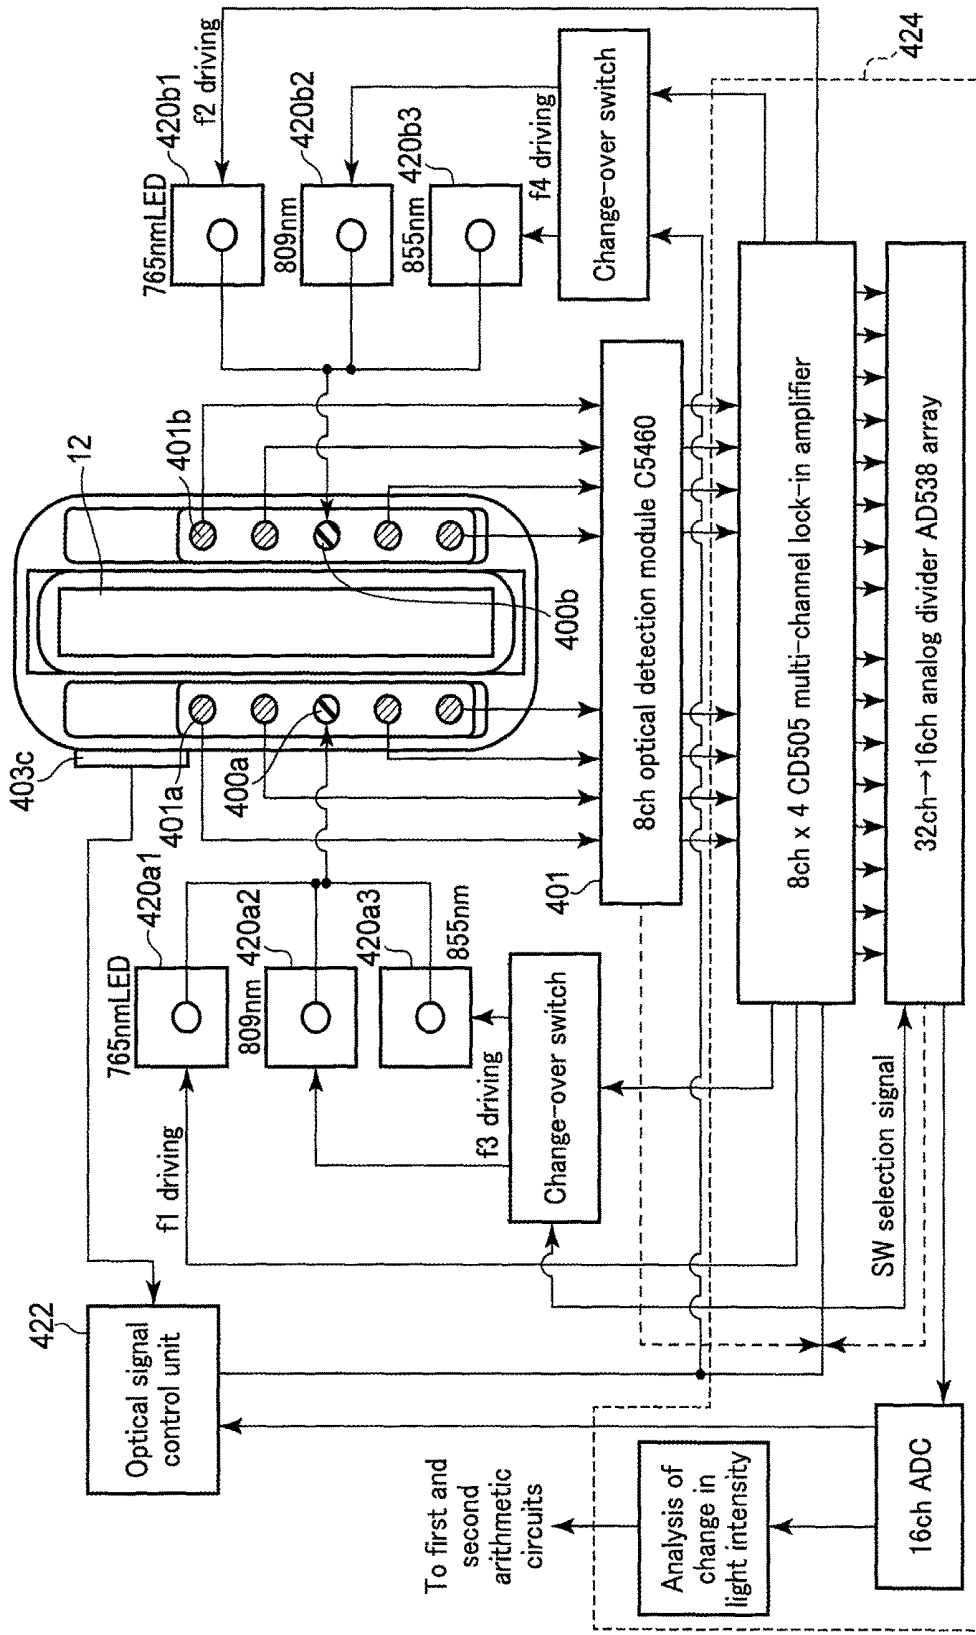 422
Optical signal
control unit
403c
12
401a
401b
400a
400b
420a1
765nmLED
f1 driving
420a2
809nm
420a3
855nm
f3 driving
Change-over switch
420b1
765nmLED
f2 driving
420b2
809nm
420b3
855nm
f4 driving
Change-over switch
401
8ch optical detection module C5460
424
8ch x 4 CD505 multi-channel lock-in amplifier
32ch→16ch analog divider AD538 array
SW selection signal
To first and
second
arithmetic
circuits
Analysis of
change in
light intensity
16ch ADC